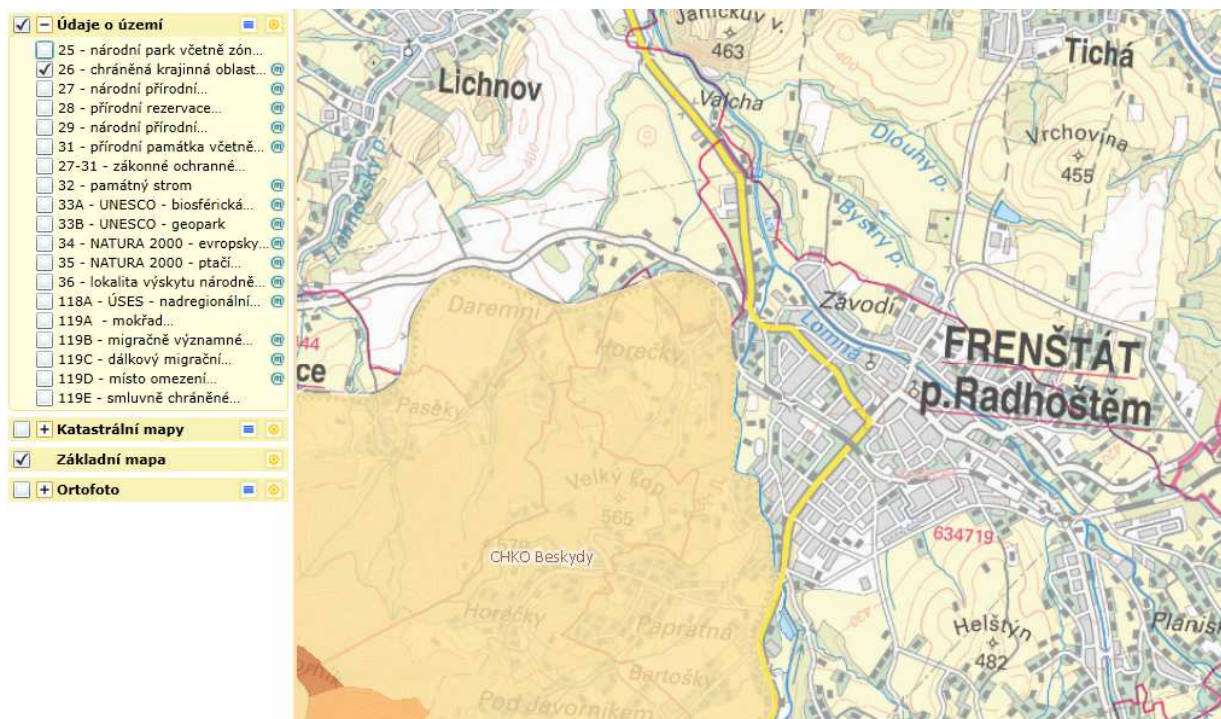 Údaje o území
25 - národní park včetně zón...
26 - chráněná krajinná oblast...
27 - národní přírodní...
28 - přírodní rezervace...
29 - národní přírodní...
31 - přírodní památka včetně...
27-31 - zákonné ochranné...
32 - památný strom
33A - UNESCO - biosférická...
33B - UNESCO - geopark
34 - NATURA 2000 - evropsky...
35 - NATURA 2000 - ptačí...
36 - lokalita výskytu národně...
118A - ÚSES - nadregionální...
119A - mokřad...
119B - migračně významné...
119C - dálkový migrační...
119D - místo omezení...
119E - smluvně chráněné...
Katastrální mapy
Základní mapa
Ortofoto
Janíčkův v.
463
Tichá
Lichnov
Valcha
Dlouhý p.
Vrchovina
455
400
Bystrý p.
Závodí
Lomná
Daremní
Horečky
FRENŠTÁT
p.Radhoštěm
ce
Paseky
Velký kop
565
634719
CHKO Beskydy
Horečky
Papratná
Helštýn
482
Bartošky
Pod Javorníkem